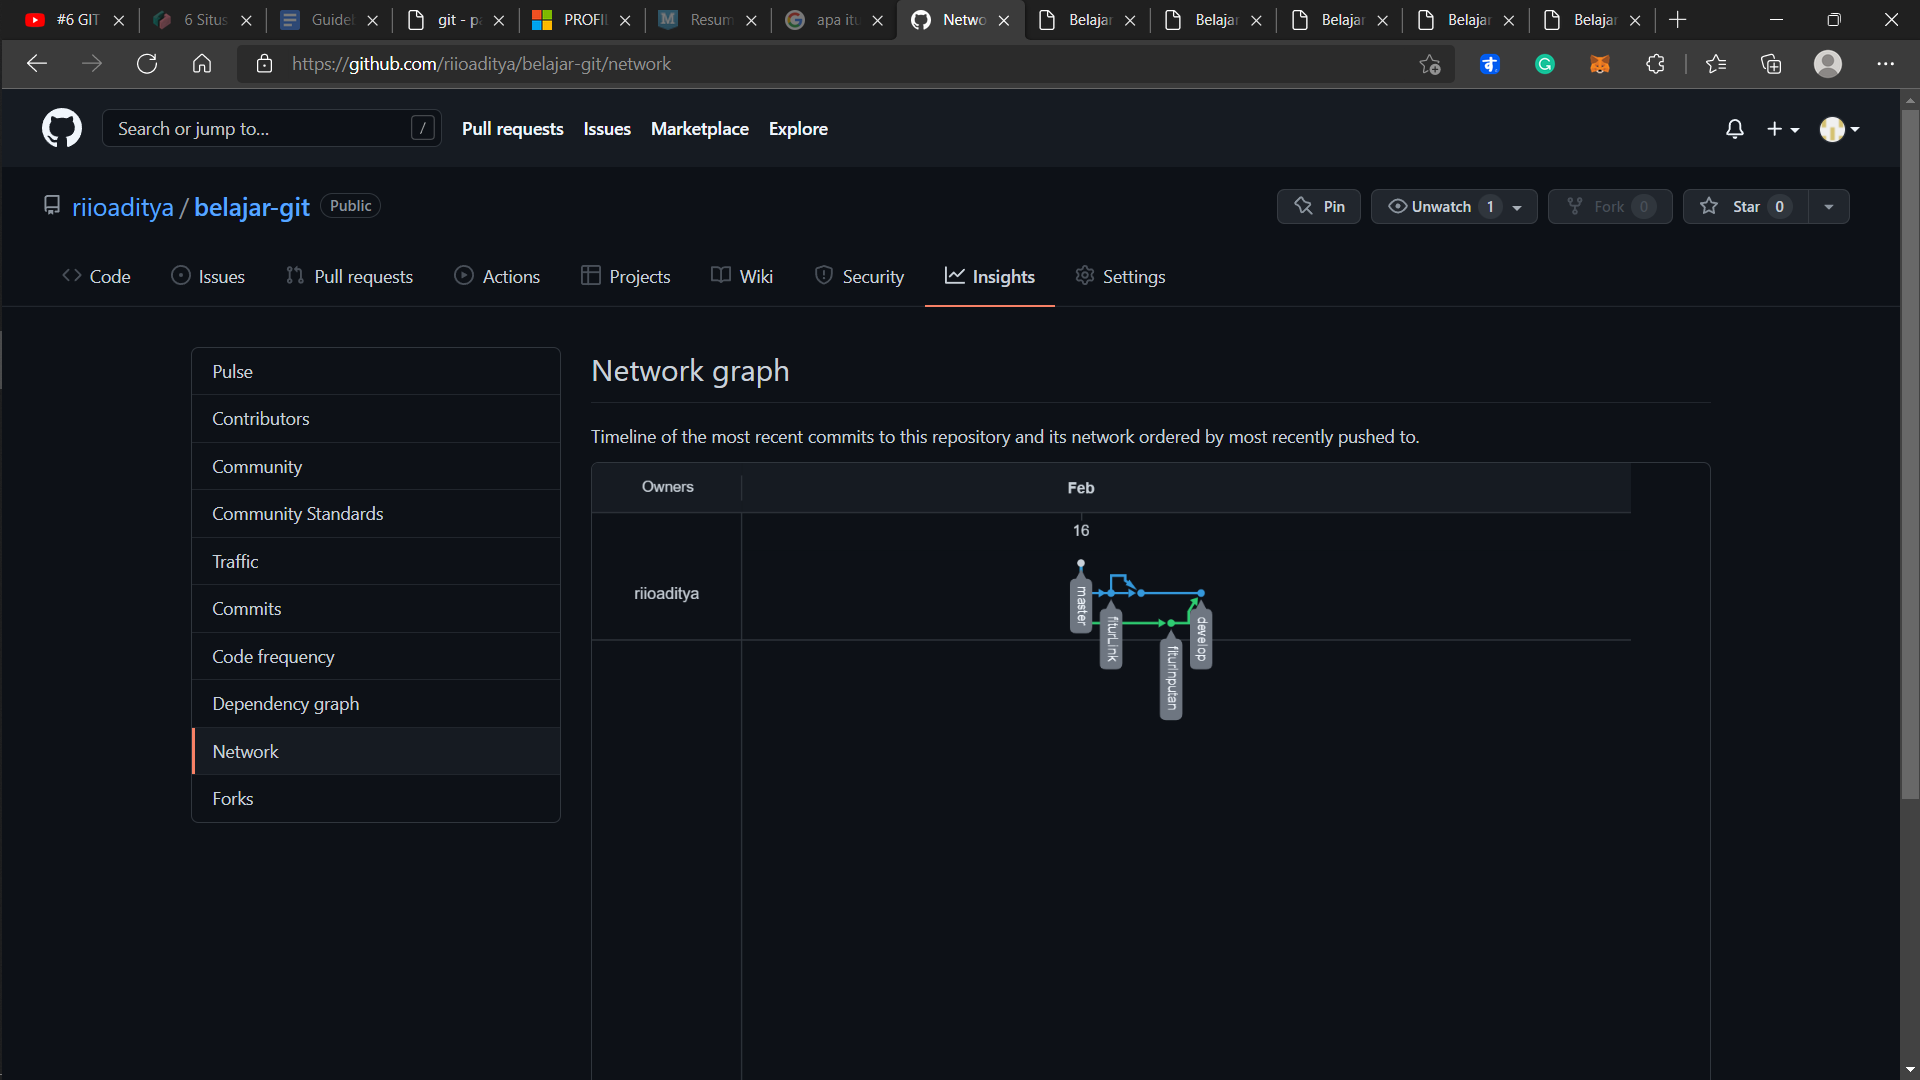 #6 GIT
6 Situs
Guidel
git - pa
PROFIL
Resum
apa itu
Netwo
Belajar
Belajar
Belajar
Belajar
Belajar
https://github.com/riioaditya/belajar-git/network
Search or jump to...
/
Pull requests
Issues
Marketplace
Explore
riioaditya / belajar-git
Public
Pin
Unwatch 1
Fork 0
Star 0
Code
Issues
Pull requests
Actions
Projects
Wiki
Security
Insights
Settings
Pulse
Contributors
Community
Community Standards
Traffic
Commits
Code frequency
Dependency graph
Network
Forks
Network graph
Timeline of the most recent commits to this repository and its network ordered by most recently pushed to.
Owners
Feb
16
riioaditya
master
fiturLink
fiturInputan
develop